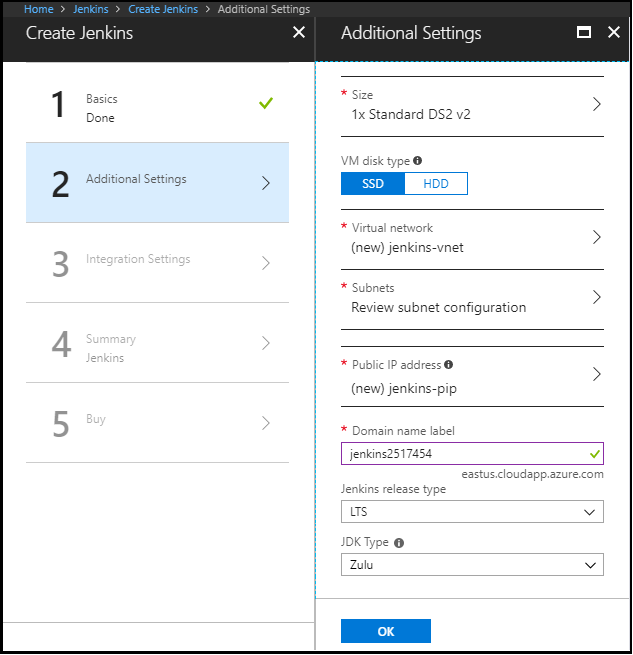 Home > Jenkins > Create Jenkins > Additional Settings
Create Jenkins
1
Basics
Done
2
Additional Settings
3
Integration Settings
4
Summary
Jenkins
5
Buy
Additional Settings
* Size
1x Standard DS2 v2
VM disk type
SSD HDD
* Virtual network
(new) jenkins-vnet
* Subnets
Review subnet configuration
* Public IP address
(new) jenkins-pip
* Domain name label
jenkins2517454
eastus.cloudapp.azure.com
Jenkins release type
LTS
JDK Type
Zulu
OK